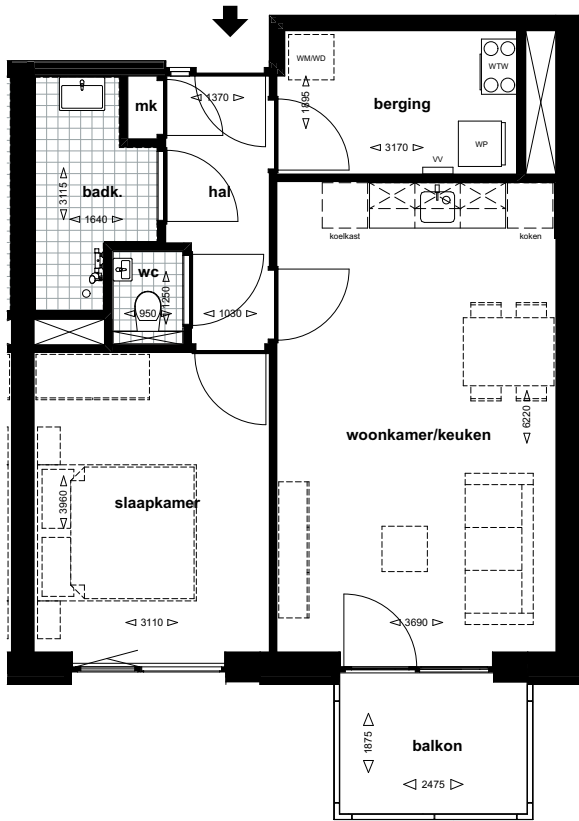 WM/WD
WTW
mk
1370
1895
berging
3170
WP
VV
3115
badk.
hal
1640
koelkast
koken
wc
950
1250
1030
6220
woonkamer/keuken
3960
slaapkamer
3110
3690
1875
balkon
2475